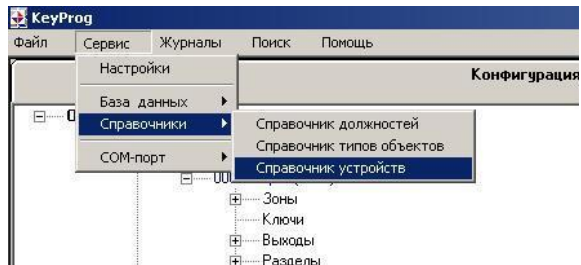 KeyProg
Файл Сервис Журналы Поиск Помощь
Настройки
Конфигурация
База данных
Справочники
Справочник должностей
Справочник типов объектов
COM-порт
Справочник устройств
Зоны
Ключи
Выходы
Разделы